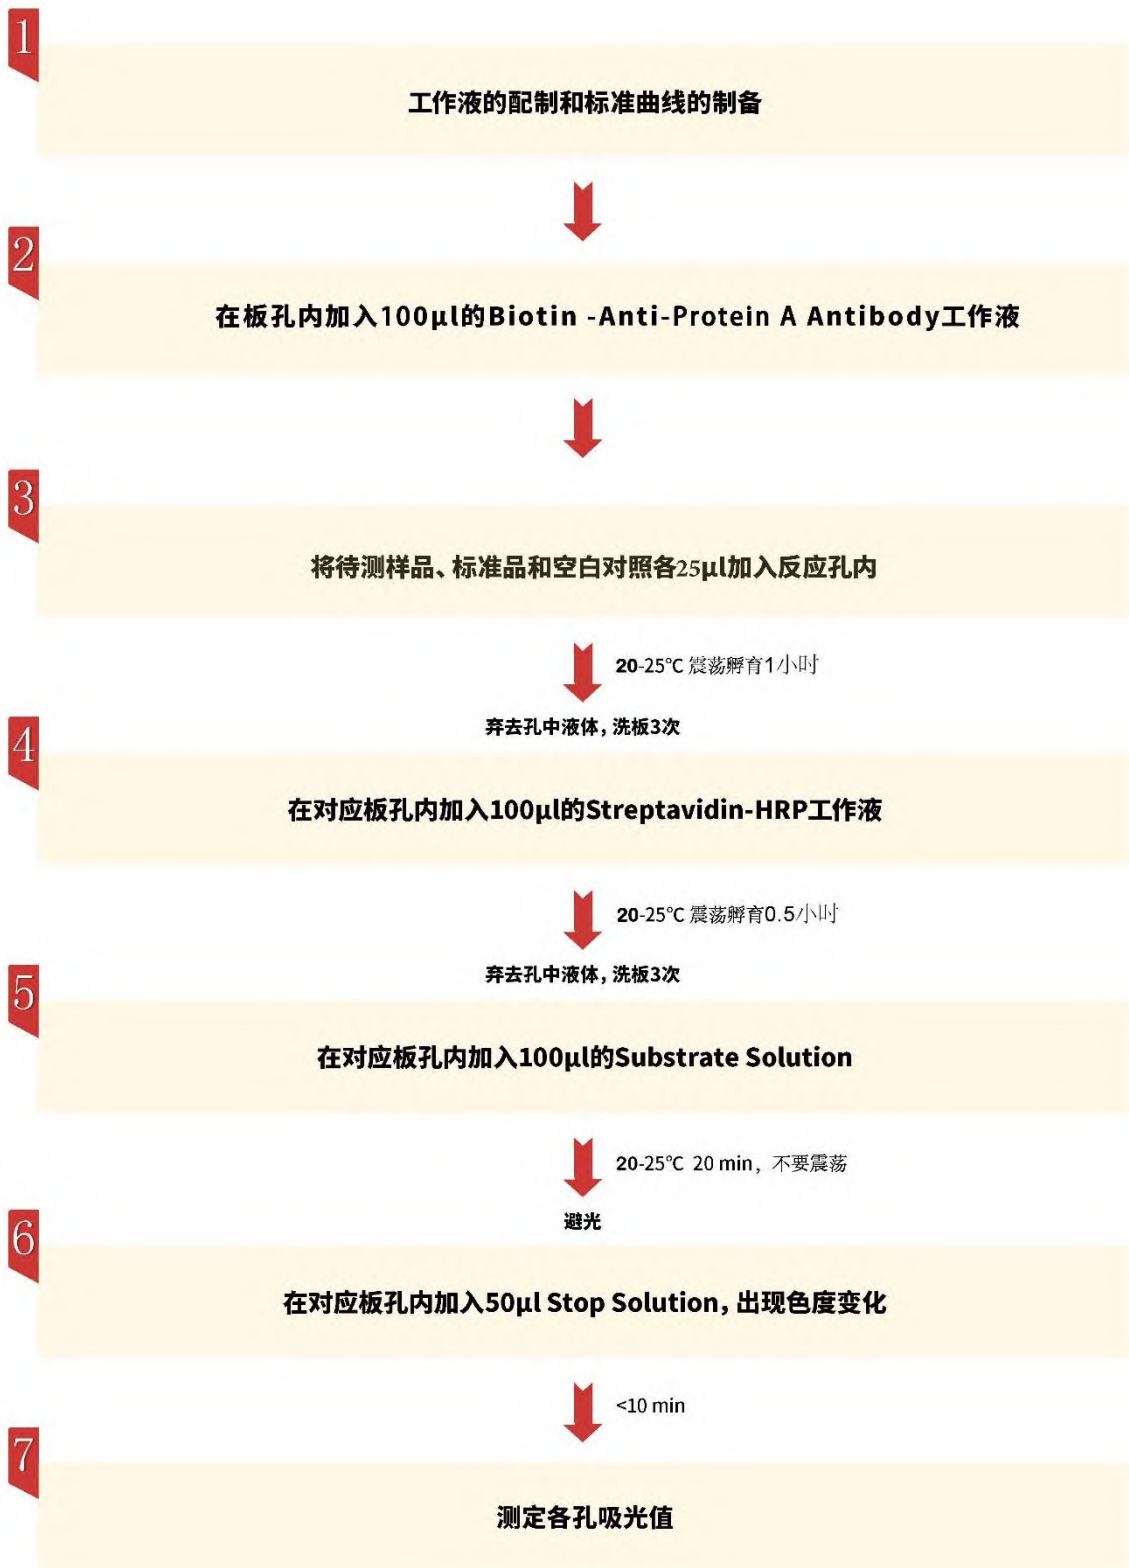 1
工作液的配制和标准曲线的制备
2
在板孔内加入100μl的Biotin -Anti-Protein A Antibody工作液
3
将待测样品、标准品和空白对照各25μl加入反应孔内
20-25℃ 震荡孵育1小时
弃去孔中液体，洗板3次
4
在对应板孔内加入100μl的Streptavidin-HRP工作液
20-25℃ 震荡孵育0.5小时
弃去孔中液体，洗板3次
5
在对应板孔内加入100μl的Substrate Solution
20-25℃ 20 min，不要震荡
避光
6
在对应板孔内加入50μl Stop Solution，出现色度变化
<10 min
7
测定各孔吸光值